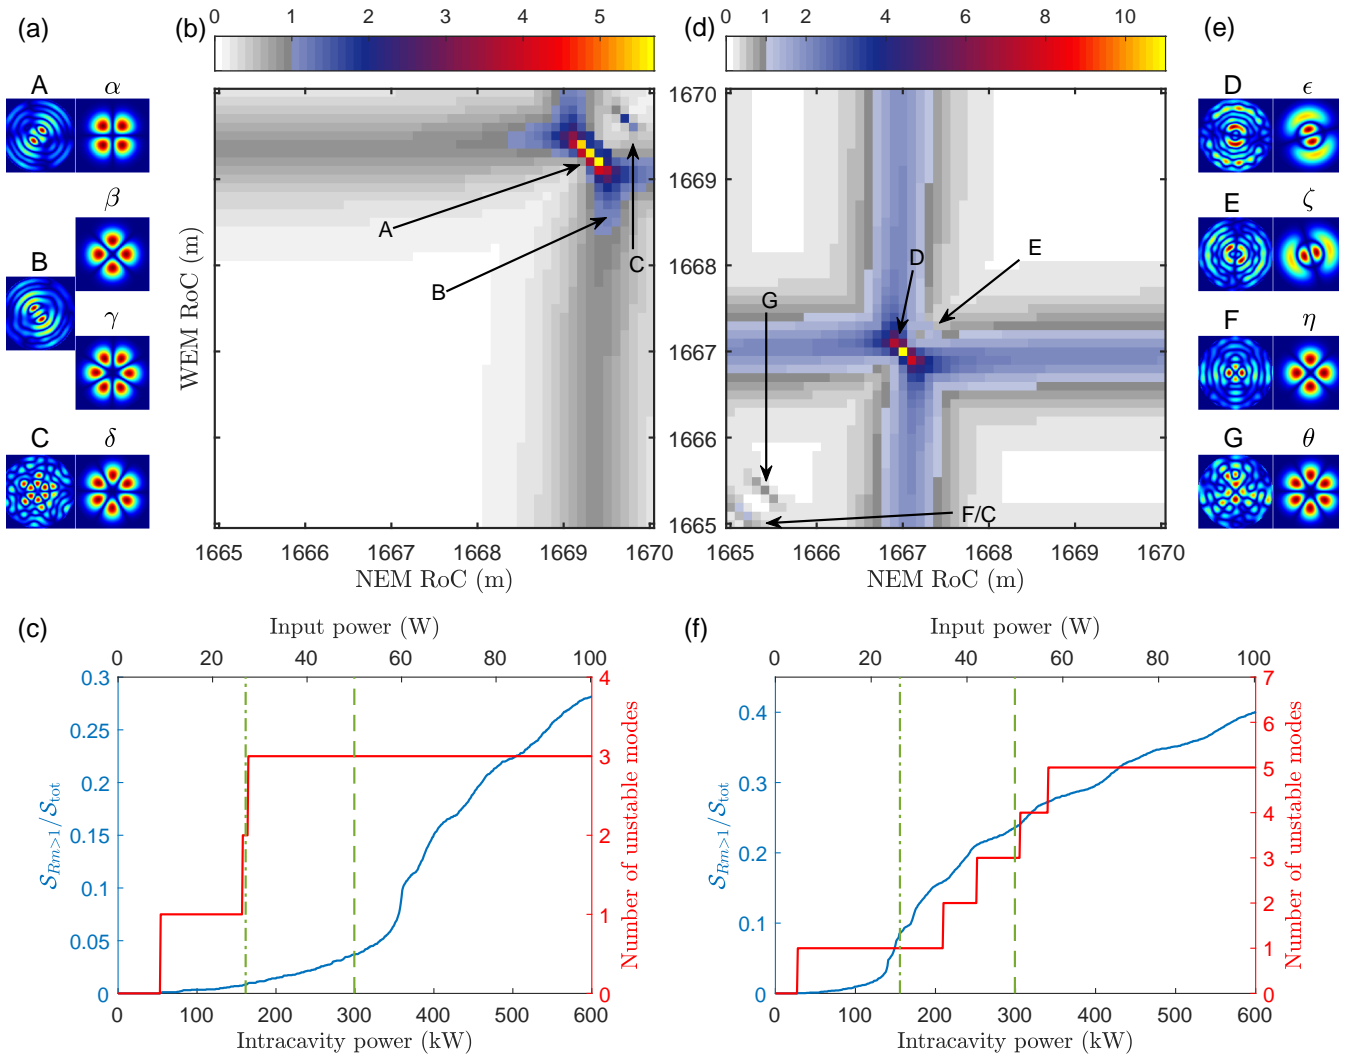 (a)
(b)
(d)
(e)
0 1 2 3 4 5
0 1 2 4 6 8 10
A α
β
B
γ
C δ
D ϵ
E ζ
F η
G θ
WEM RoC (m)
A
B
C
1665 1666 1667 1668 1669 1670
NEM RoC (m)
1670
1669
1668
1667
1666
1665
D
E
G
F/C
1665 1666 1667 1668 1669 1670
NEM RoC (m)
(c)
Input power (W)
0 20 40 60 80 100
0.3
0.25
0.2
0.15
0.1
0.05
0
𝒮Rm>1/𝒮tot
4
3
2
1
0
Number of unstable modes
0 100 200 300 400 500 600
Intracavity power (kW)
(f)
Input power (W)
0 20 40 60 80 100
0.4
0.3
0.2
0.1
0
𝒮Rm>1/𝒮tot
7
6
5
4
3
2
1
0
Number of unstable modes
0 100 200 300 400 500 600
Intracavity power (kW)